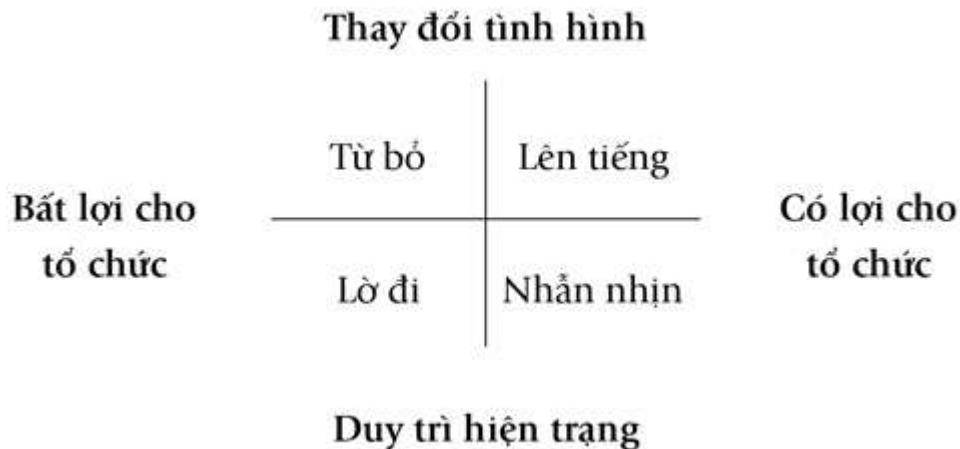 Thay đổi tình hình
Từ bỏ
Lên tiếng
Bất lợi cho
tổ chức
Có lợi cho
tổ chức
Lờ đi
Nhẫn nhịn
Duy trì hiện trạng